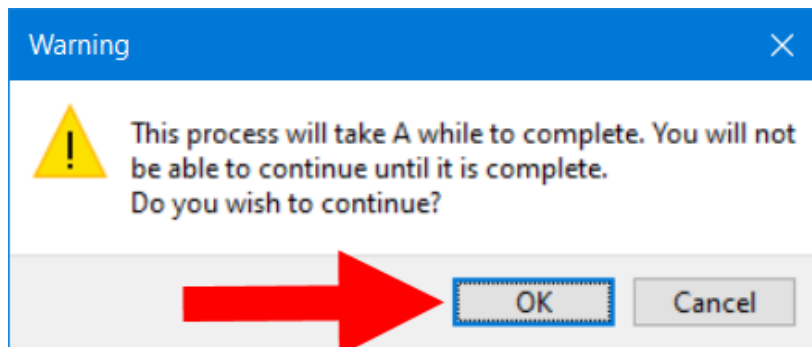 Warning
This process will take A while to complete. You will not
be able to continue until it is complete.
Do you wish to continue?
OK Cancel